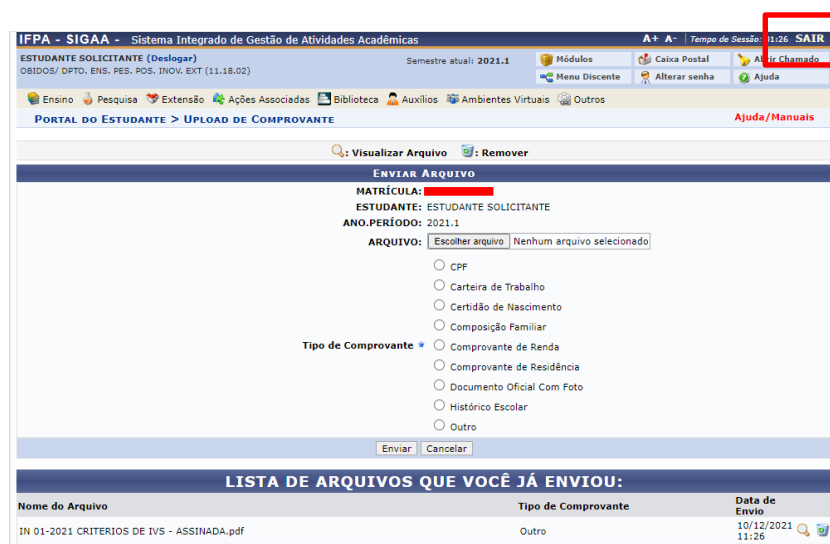 IFPA - SIGAA - Sistema Integrado de Gestão de Atividades Acadêmicas A+ A- | Tempo de Sessão: 01:26 SAIR
ESTUDANTE SOLICITANTE (Deslogar) Semestre atual: 2021.1 Módulos Caixa Postal Abrir Chamado
OBIDOS/ DPTO. ENS. PES. POS. INOV. EXT (11.18.02) Menu Discente Alterar senha Ajuda
Ensino Pesquisa Extensão Ações Associadas Biblioteca Auxílios Ambientes Virtuais Outros
PORTAL DO ESTUDANTE > UPLOAD DE COMPROVANTE Ajuda/Manuais
: Visualizar Arquivo : Remover
ENVIAR ARQUIVO
MATRÍCULA:
ESTUDANTE: ESTUDANTE SOLICITANTE
ANO.PERÍODO: 2021.1
ARQUIVO: Escolher arquivo Nenhum arquivo selecionado
CPF
Carteira de Trabalho
Certidão de Nascimento
Composição Familiar
Tipo de Comprovante * Comprovante de Renda
Comprovante de Residência
Documento Oficial Com Foto
Histórico Escolar
Outro
Enviar Cancelar
LISTA DE ARQUIVOS QUE VOCÊ JÁ ENVIOU:
Nome do Arquivo Tipo de Comprovante Data de Envio
IN 01-2021 CRITERIOS DE IVS - ASSINADA.pdf Outro 10/12/2021 11:26